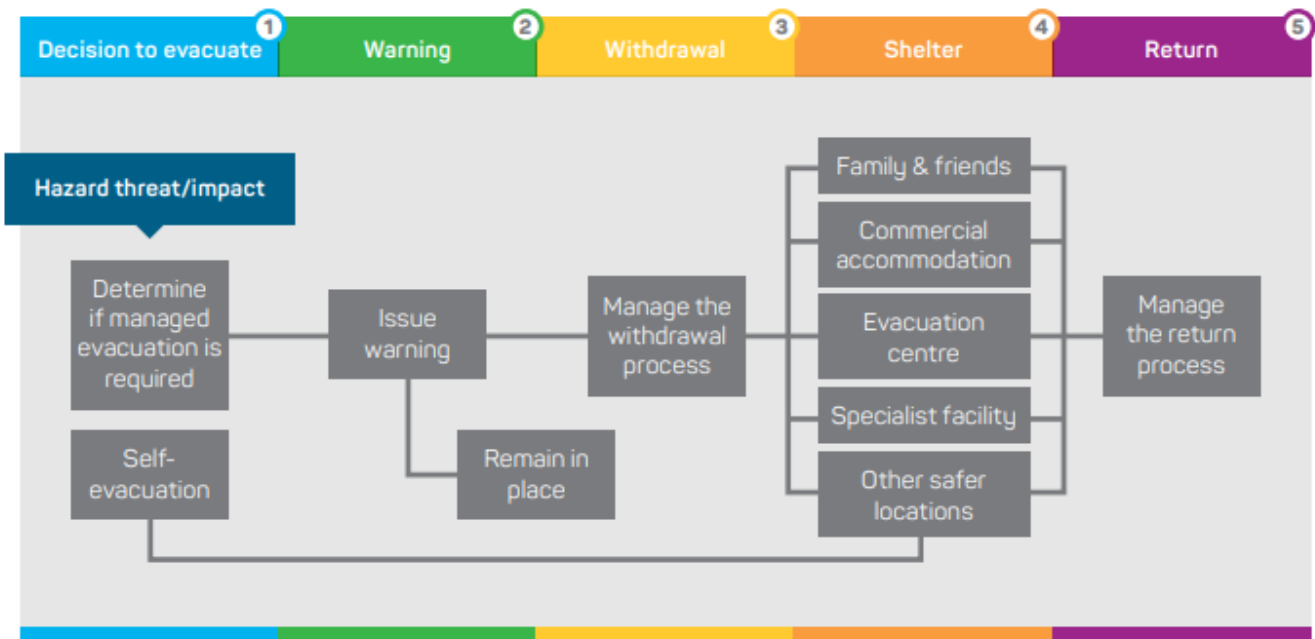 1
2
3
4
5
Decision to evacuate
Warning
Withdrawal
Shelter
Return
Hazard threat/impact
Determine
if managed
evacuation is
required
Self-
evacuation
Issue
warning
Remain in
place
Manage the
withdrawal
process
Family & friends
Commercial
accommodation
Evacuation
centre
Specialist facility
Other safer
locations
Manage
the return
process